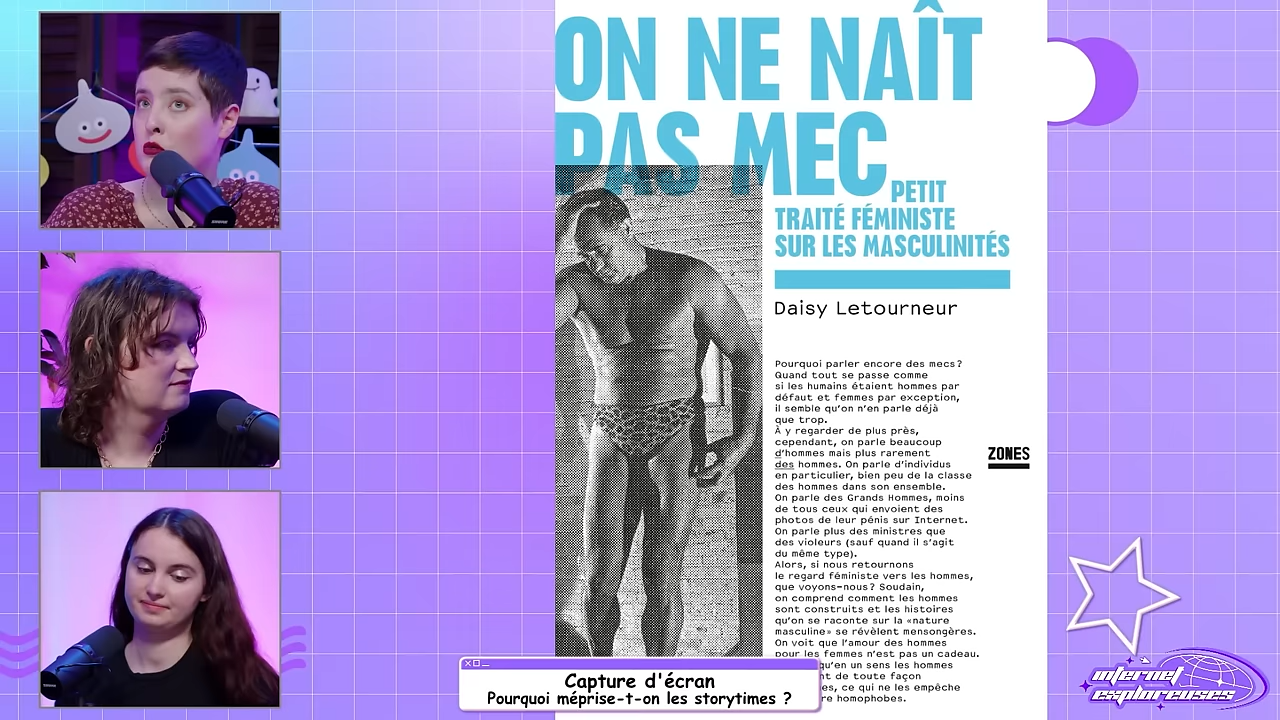 ON NE NAÎT
PAS MEC
PETIT
TRAITÉ FÉMINISTE
SUR LES MASCULINITÉS
Daisy Letourneur
Pourquoi parler encore des mecs ?
Quand tout se passe comme
si les humains étaient hommes par
défaut et femmes par exception,
il semble qu'on n'en parle déjà
que trop.
À y regarder de plus près,
cependant, on parle beaucoup
d'hommes mais plus rarement
des hommes. On parle d'individus
en particulier, bien peu de la classe
des hommes dans son ensemble.
On parle des Grands Hommes, moins
de tous ceux qui envoient des
photos de leur pénis sur Internet.
On parle plus des ministres que
des violeurs (sauf quand il s'agit
du même type).
Alors, si nous retournons
le regard féministe vers les hommes,
que voyons-nous ? Soudain,
on comprend comment les hommes
sont construits et les histoires
qu'on se raconte sur la «nature
masculine» se révèlent mensongères.
On voit que l'amour des hommes
pour les femmes n'est pas un cadeau.
qu'en un sens les hommes
de toute façon
ce qui ne les empêche
homophobes.
ZONES
Capture d'écran
Pourquoi méprise-t-on les storytimes ?
internet
exploreuses